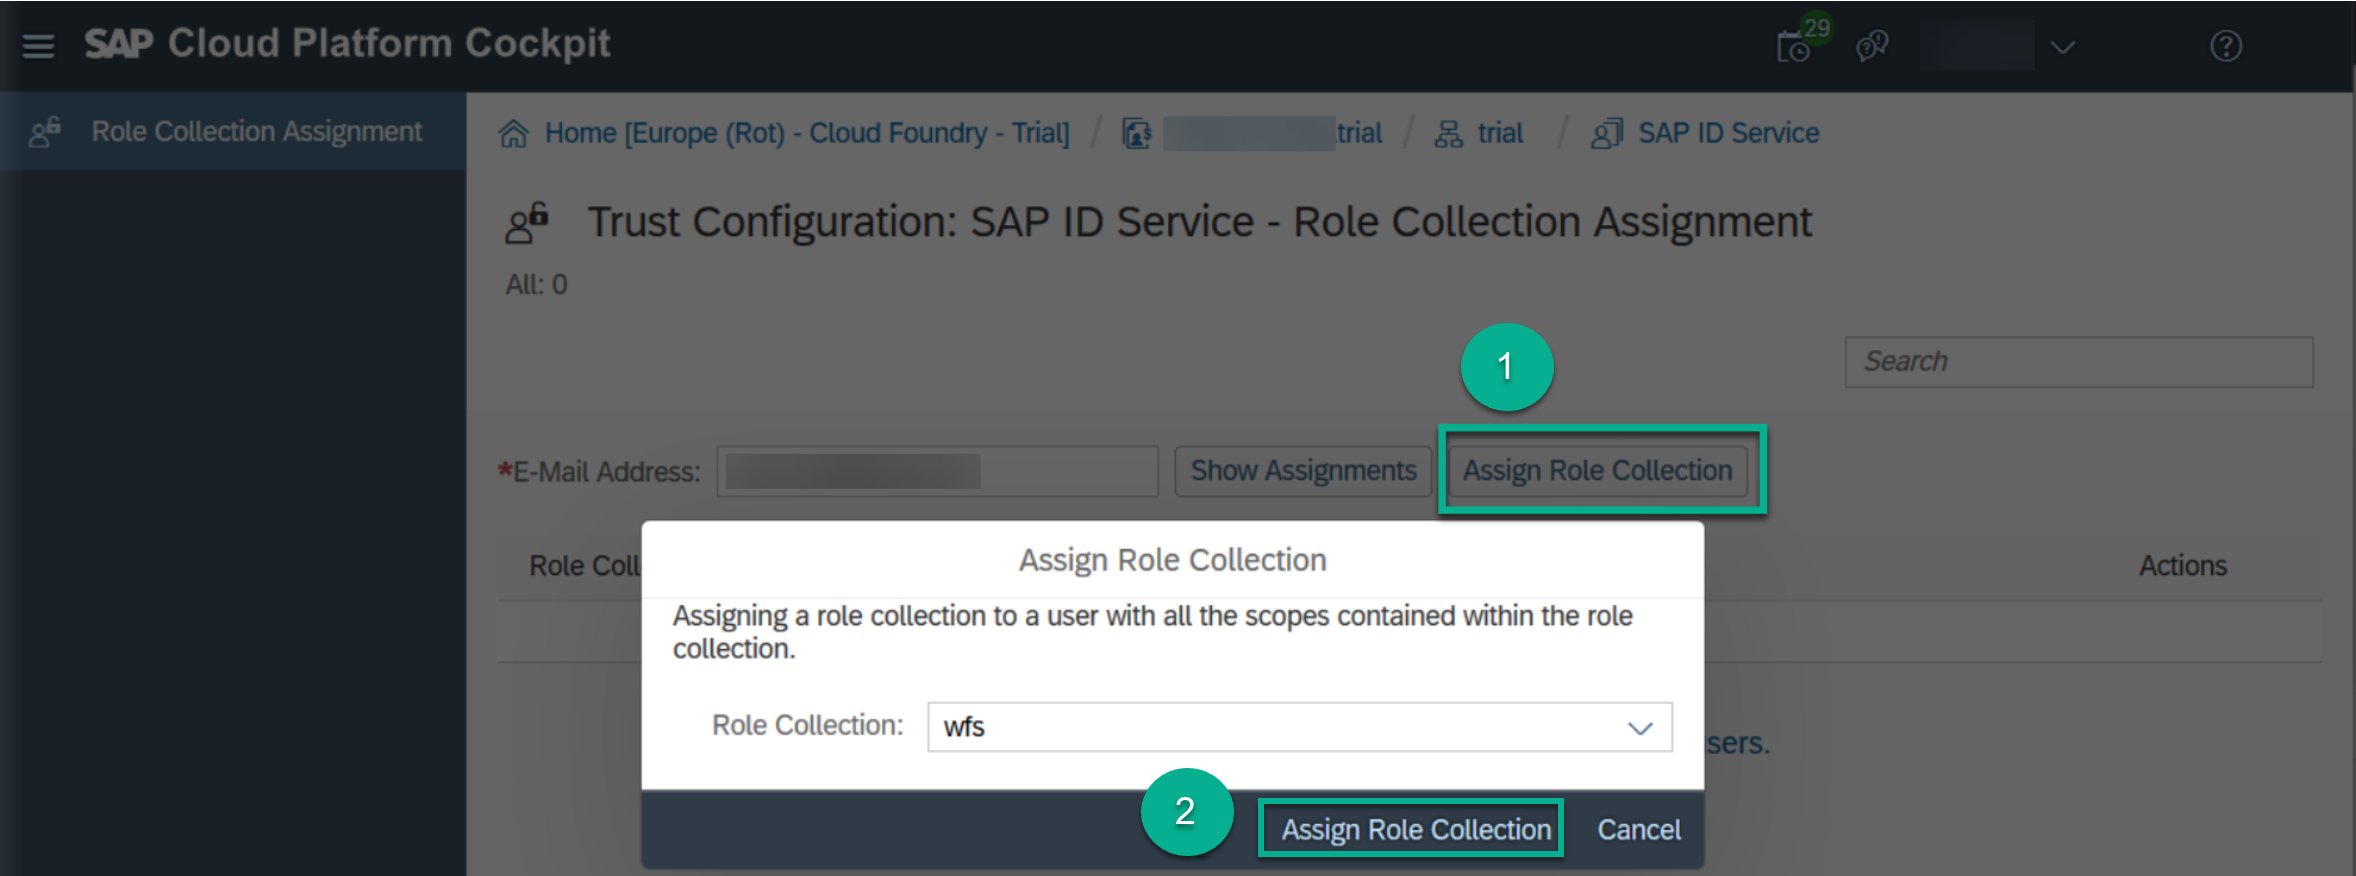 SAP Cloud Platform Cockpit
29
Role Collection Assignment
Home [Europe (Rot) - Cloud Foundry - Trial] / trial / trial / SAP ID Service
Trust Configuration: SAP ID Service - Role Collection Assignment
All: 0
1
Search
*E-Mail Address:
Show Assignments
Assign Role Collection
Role Coll
Actions
Assign Role Collection
Assigning a role collection to a user with all the scopes contained within the role
collection.
Role Collection: wfs
sers.
2
Assign Role Collection
Cancel